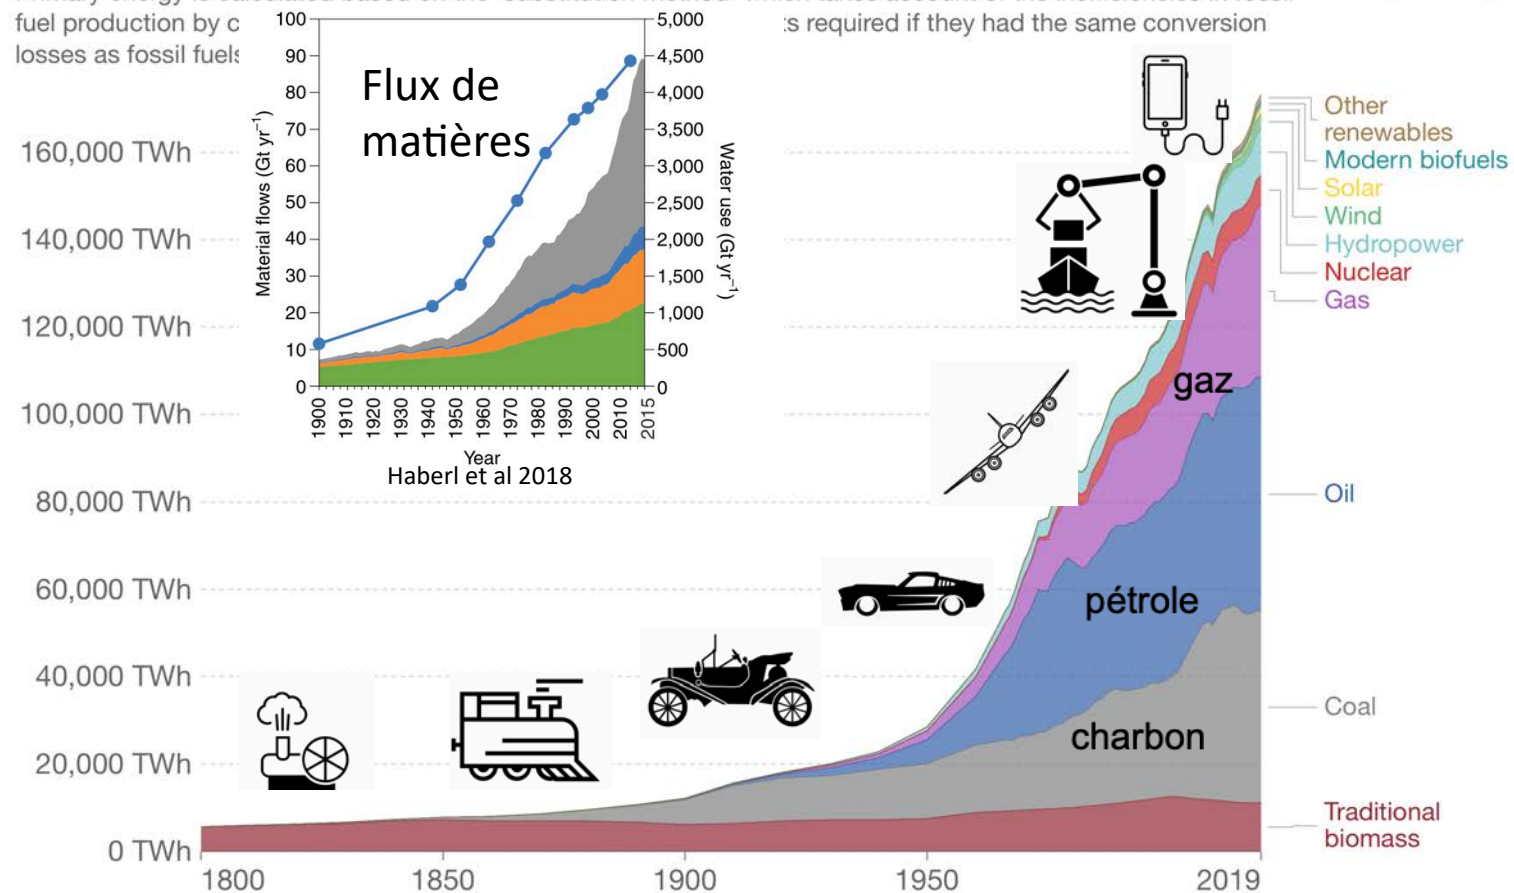 fuel production by c
s required if they had the same conversion
losses as fossil fuels
Flux de
matières
Material flows (Gt yr⁻¹)
Water use (Gt yr⁻¹)
100
90
80
70
60
50
40
30
20
10
0
5,000
4,500
4,000
3,500
3,000
2,500
2,000
1,500
1,000
500
0
1900
1910
1920
1930
1940
1950
1960
1970
1980
1990
2000
2010
2015
Year
Haberl et al 2018
160,000 TWh
140,000 TWh
120,000 TWh
100,000 TWh
80,000 TWh
60,000 TWh
40,000 TWh
20,000 TWh
0 TWh
gaz
pétrole
charbon
Other
renewables
Modern biofuels
Solar
Wind
Hydropower
Nuclear
Gas
Oil
Coal
Traditional
biomass
1800
1850
1900
1950
2019